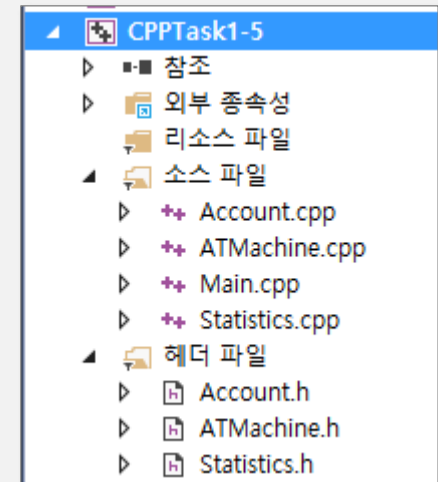 CPPTask1-5
참조
외부 종속성
리소스 파일
소스 파일
Account.cpp
ATMachine.cpp
Main.cpp
Statistics.cpp
헤더 파일
Account.h
ATMachine.h
Statistics.h